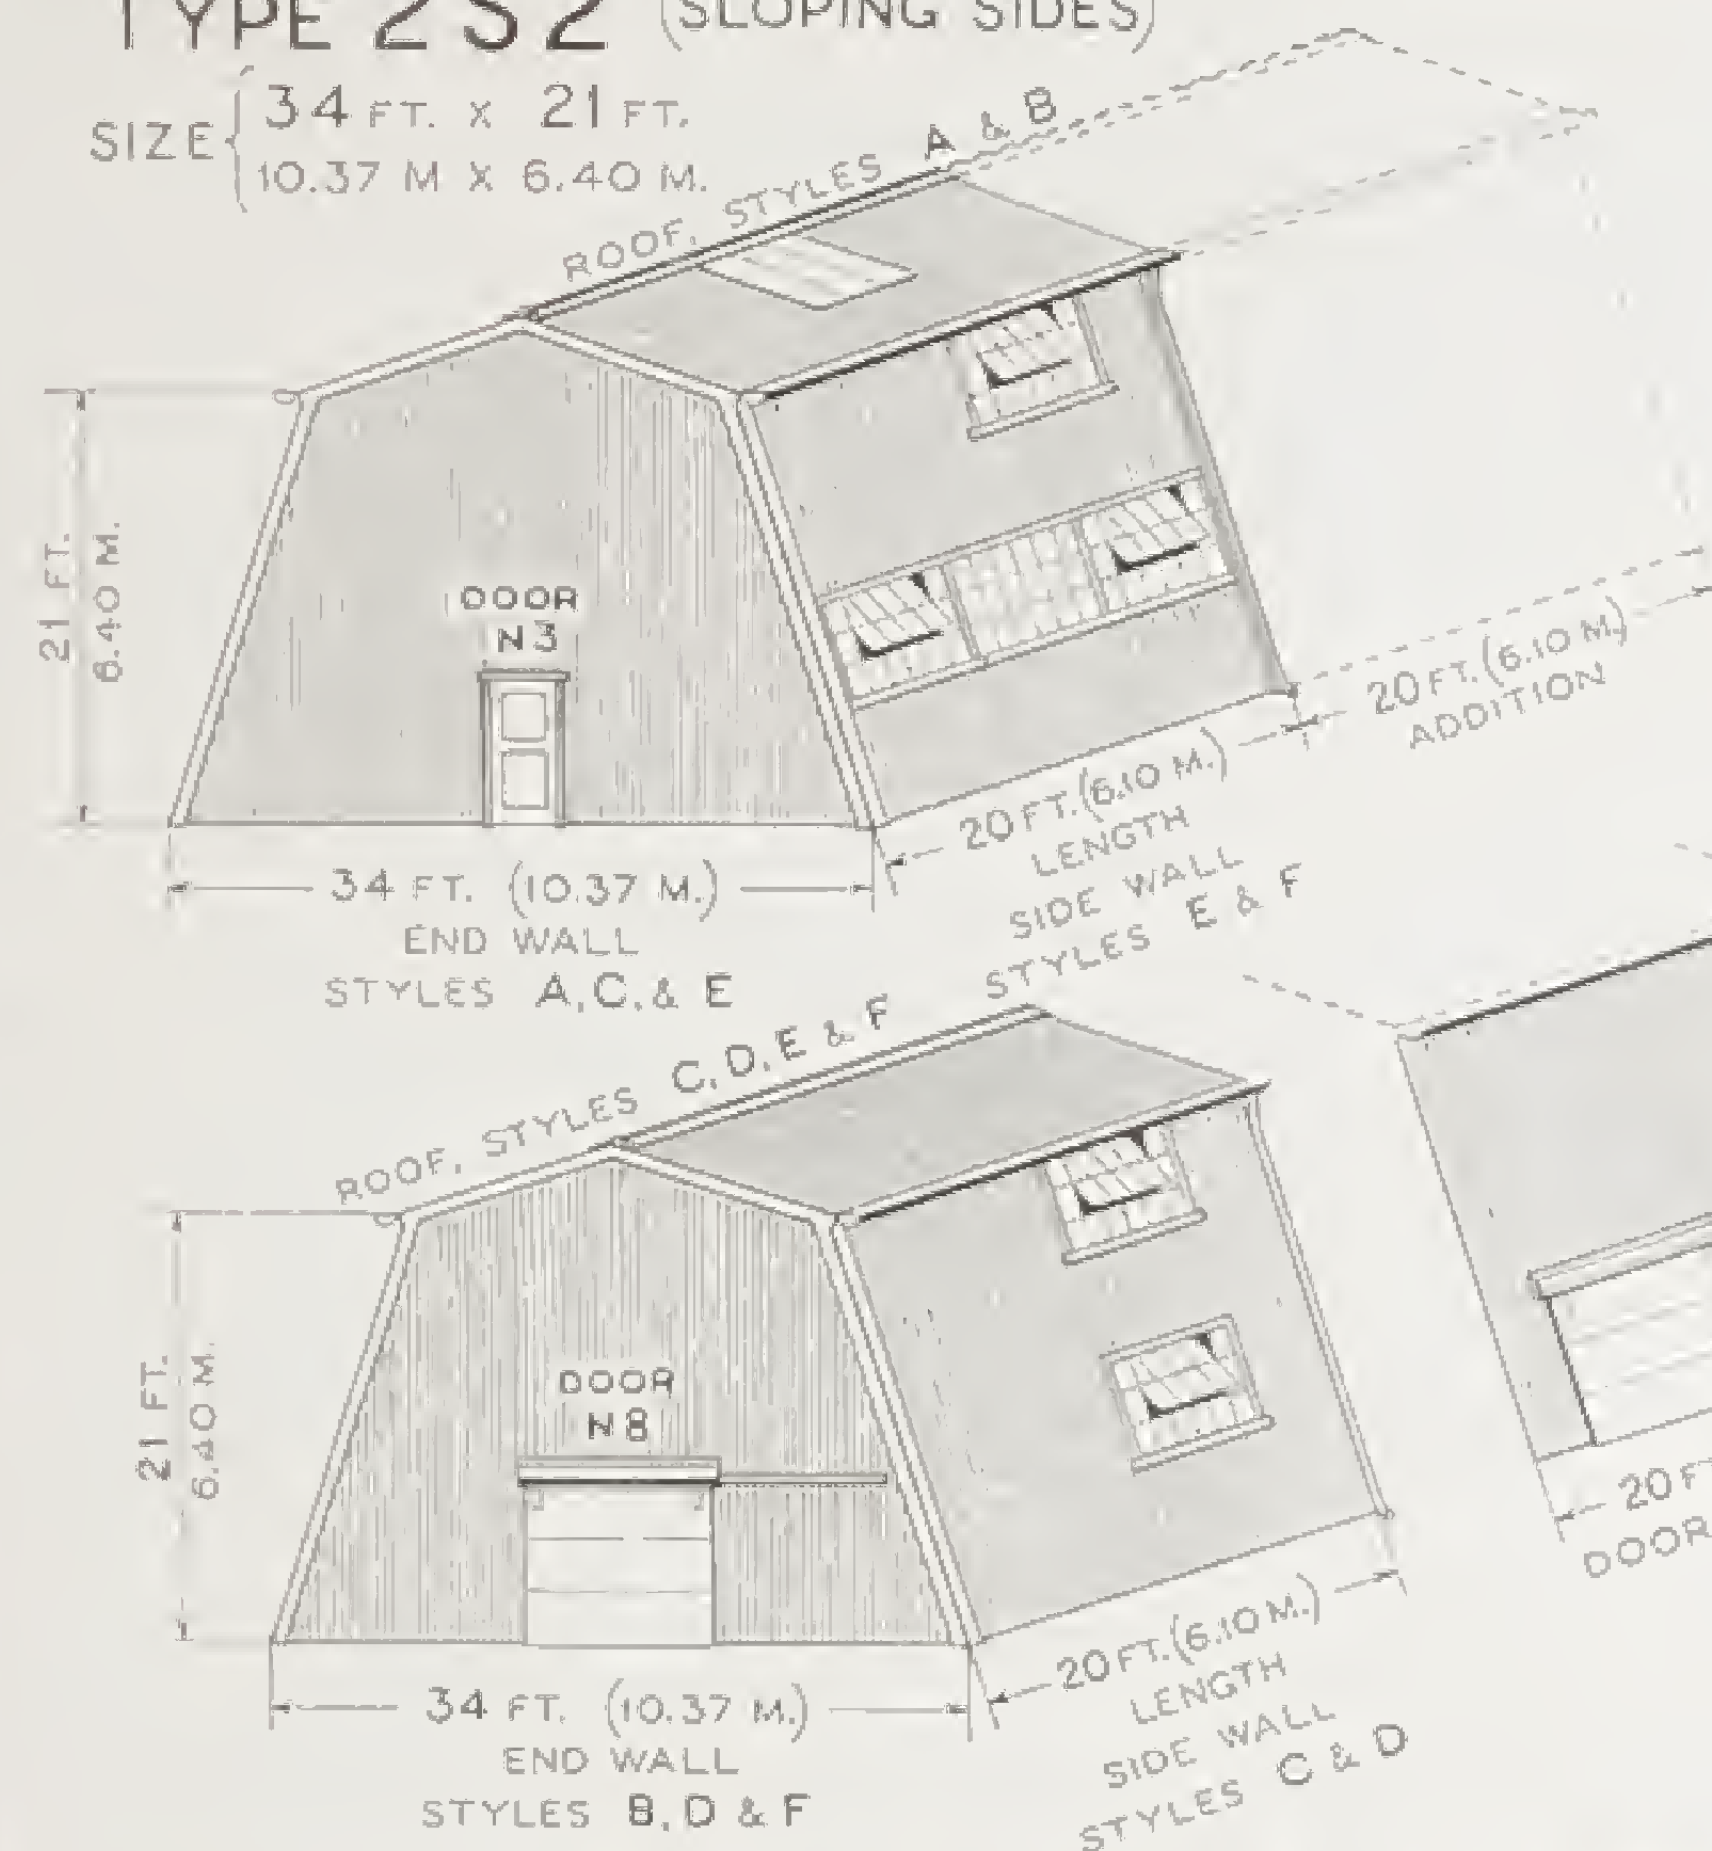 TYPE 2S2 (SLOPING SIDES)
SIZE { 34 FT. X 21 FT.
10.37 M X 6.40 M.
ROOF, STYLES A & B
21 FT.
6.40 M.
DOOR
N3
20 FT. (6.10 M.)
ADDITION
20 FT. (6.10 M.)
LENGTH
SIDE WALL
STYLES E & F
34 FT. (10.37 M.)
END WALL
STYLES A, C, & E
ROOF, STYLES C, D, E & F
21 FT.
6.40 M.
DOOR
N8
20 FT. (6.10 M.)
LENGTH
SIDE WALL
STYLES C & D
34 FT. (10.37 M.)
END WALL
STYLES B, D & F
20 F
DOOR